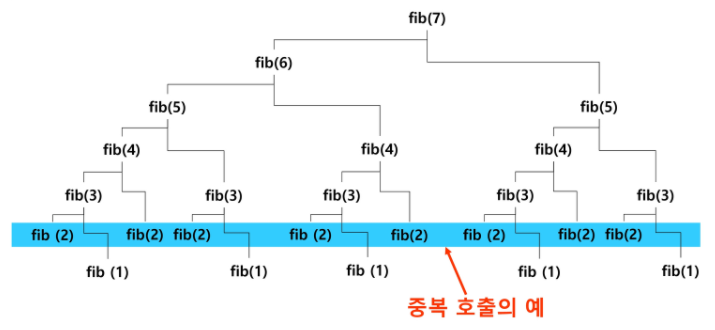 fib(7)
fib(6)
fib(5) fib(5)
fib(4) fib(4) fib(4)
fib(3) fib(3) fib(3) fib(3) fib(3)
fib (2) fib(2) fib(2) fib (2) fib(2) fib (2) fib(2) fib(2)
fib (1) fib(1) fib (1) fib (1) fib(1)
중복 호출의 예